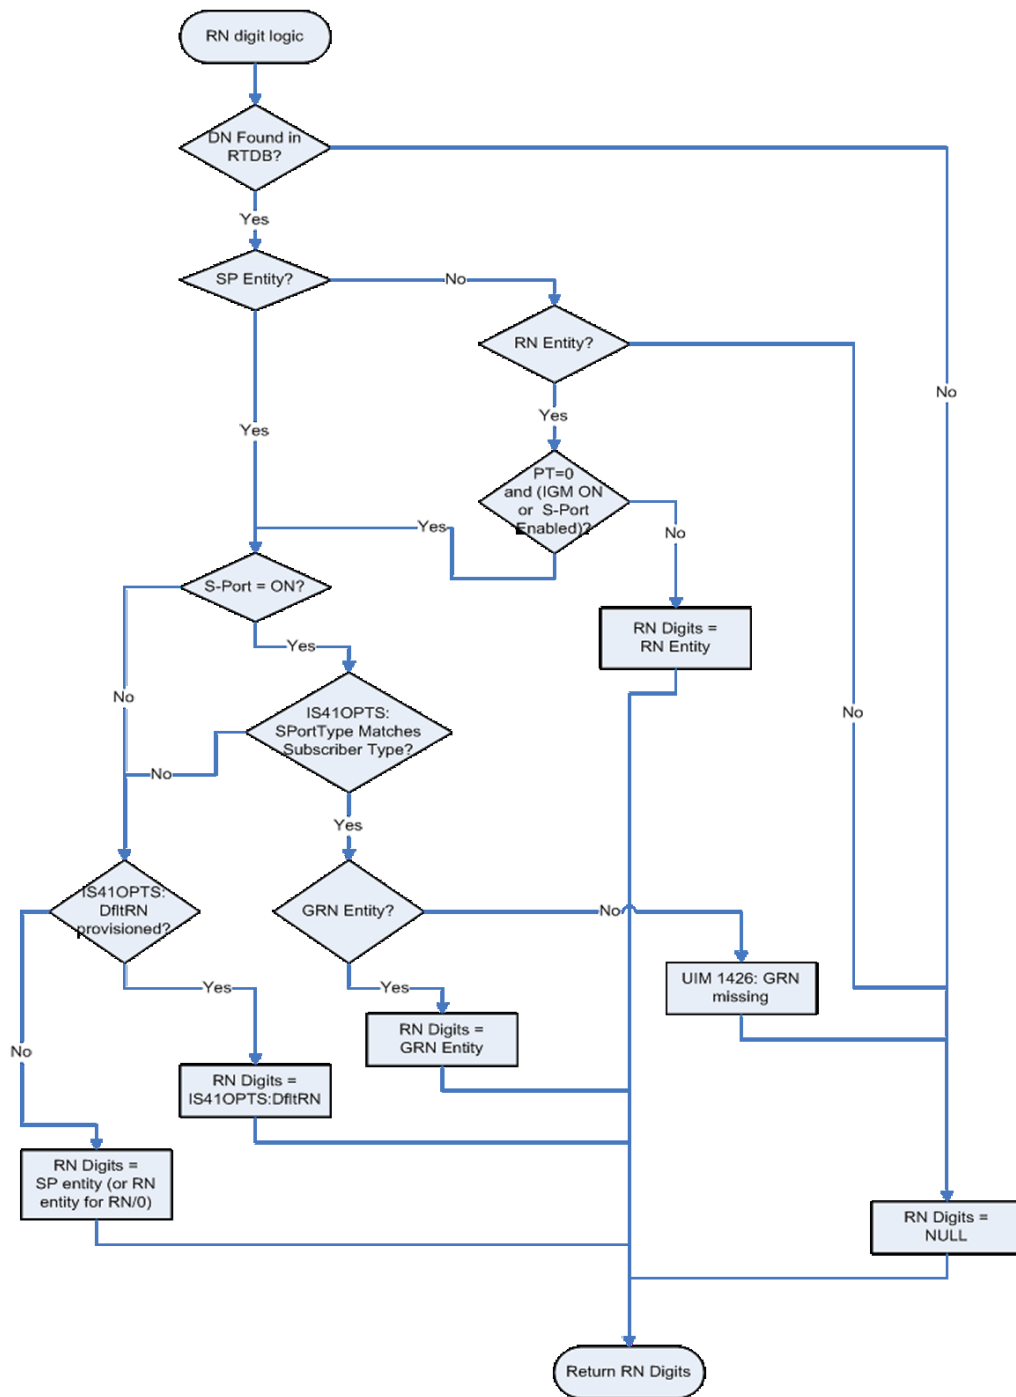 RN digit logic
DN Found in
RTDB?
Yes
SP Entity?
No
RN Entity?
No
Yes
Yes
PT=0
and (IGM ON
or S-Port
Enabled)?
Yes
No
S-Port = ON?
RN Digits =
RN Entity
Yes
No
IS41OPTS:
SPortType Matches
Subscriber Type?
No
No
Yes
IS41OPTS:
DfltRN
provisioned?
GRN Entity?
No
UIM 1426: GRN
missing
Yes
Yes
RN Digits =
GRN Entity
No
RN Digits =
IS41OPTS:DfltRN
RN Digits =
SP entity (or RN
entity for RN/0)
RN Digits =
NULL
Return RN Digits